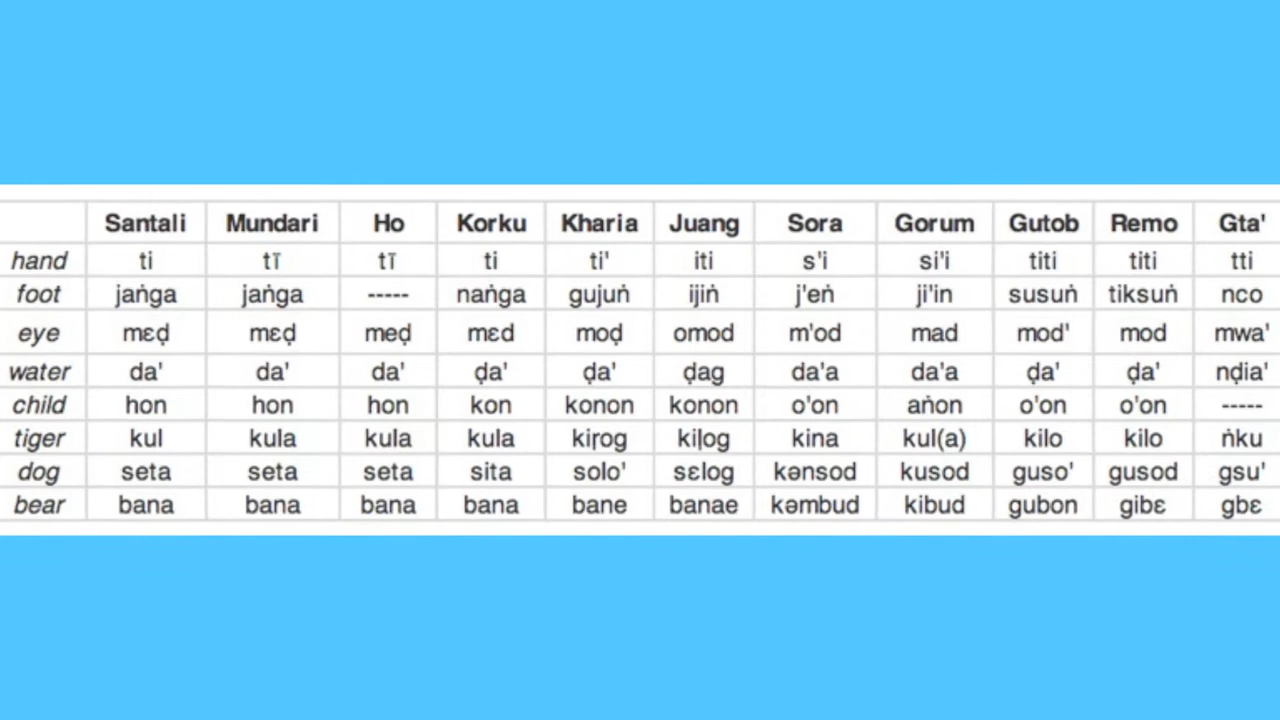 Santali Mundari Ho Korku Kharia Juang Sora Gorum Gutob Remo Gta'
hand ti tī tī ti ti' iti s'i si'i titi titi tti
foot jaṅga jaṅga ----- naṅga gujuṅ ijiṅ j'eṅ ji'in susuṅ tiksuṅ nco
eye mɛḍ mɛḍ meḍ mɛd moḍ omod m'od mad mod' mod mwa'
water da' da' da' ḍa' ḍa' ḍag da'a da'a ḍa' ḍa' nḍia'
child hon hon hon kon konon konon o'on aṅon o'on o'on -----
tiger kul kula kula kula kiṛog kiḷog kina kul(a) kilo kilo ṅku
dog seta seta seta sita solo' sɛlog kənsod kusod guso' gusod gsu'
bear bana bana bana bana bane banae kəmbud kibud gubon gibɛ gbɛ